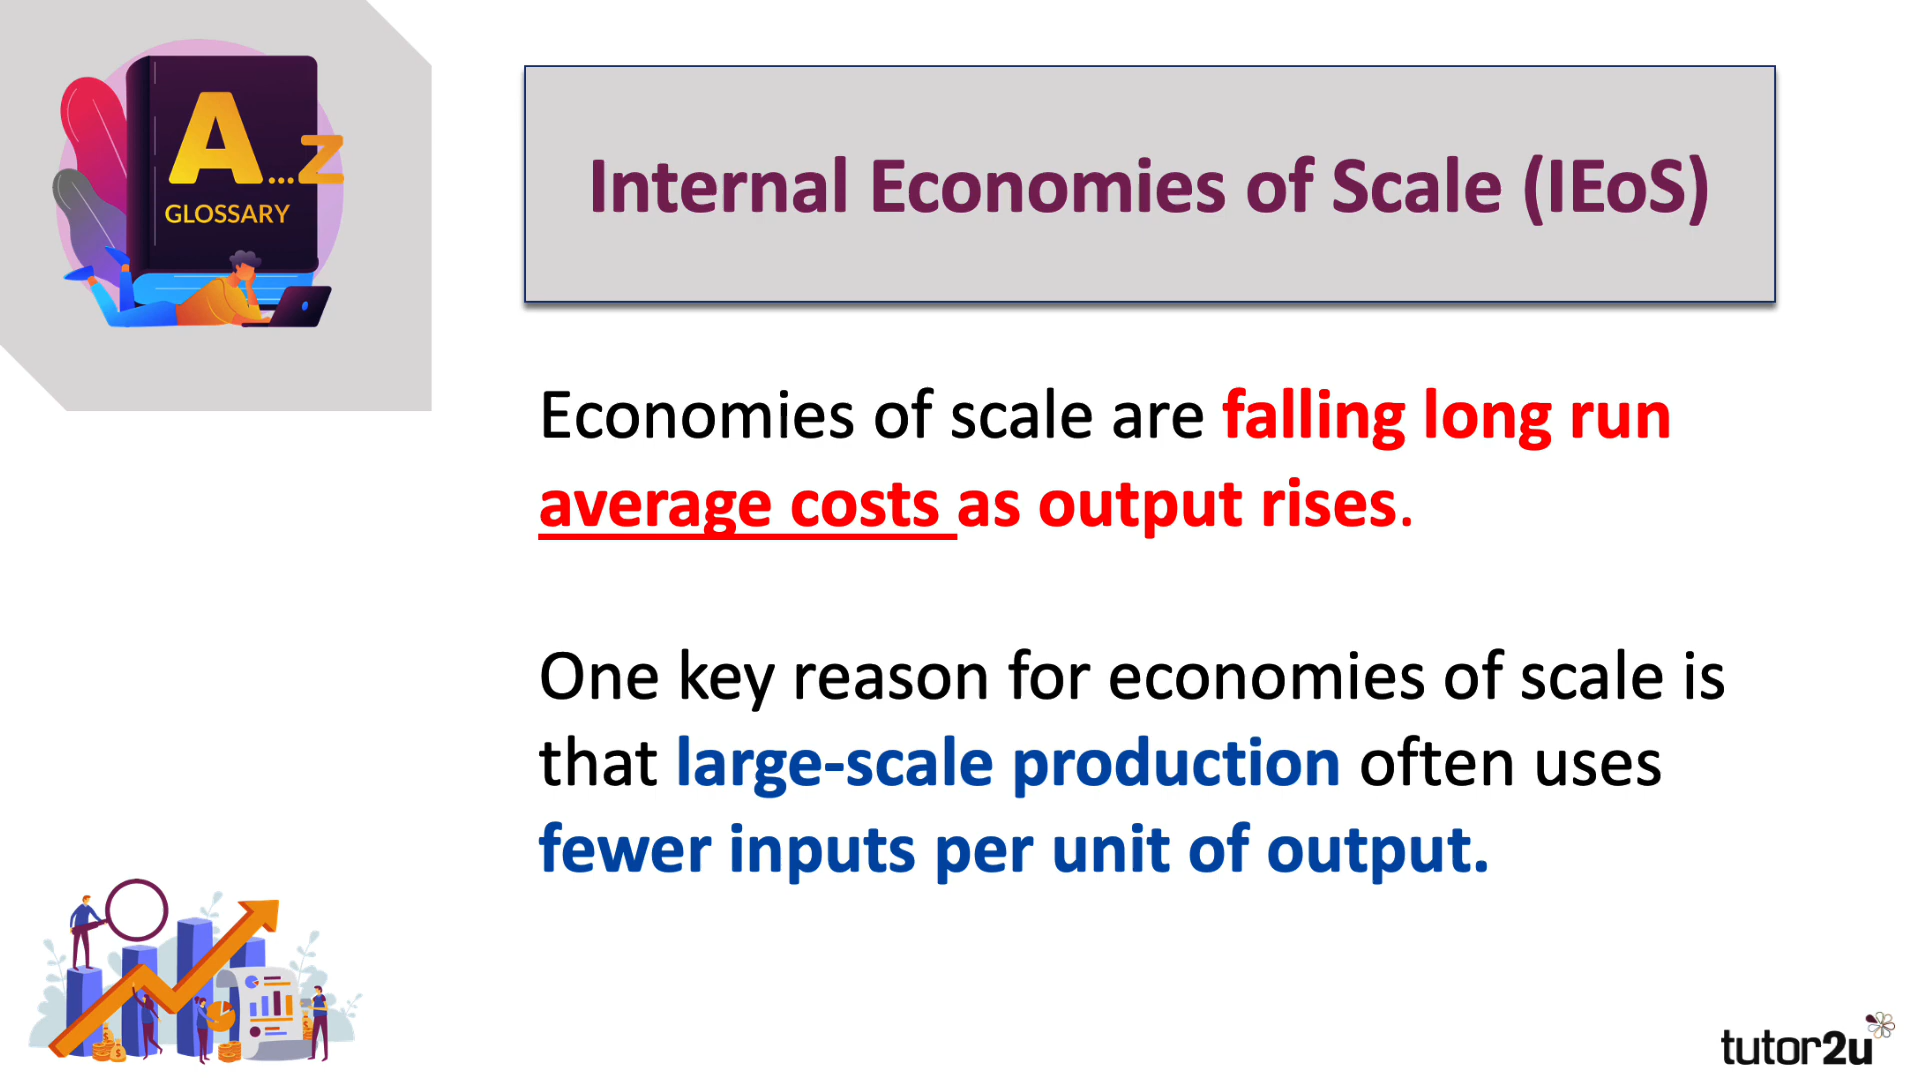 A...Z
GLOSSARY
Internal Economies of Scale (IEoS)
Economies of scale are falling long run
average costs as output rises.
One key reason for economies of scale is
that large-scale production often uses
fewer inputs per unit of output.
tutor2u